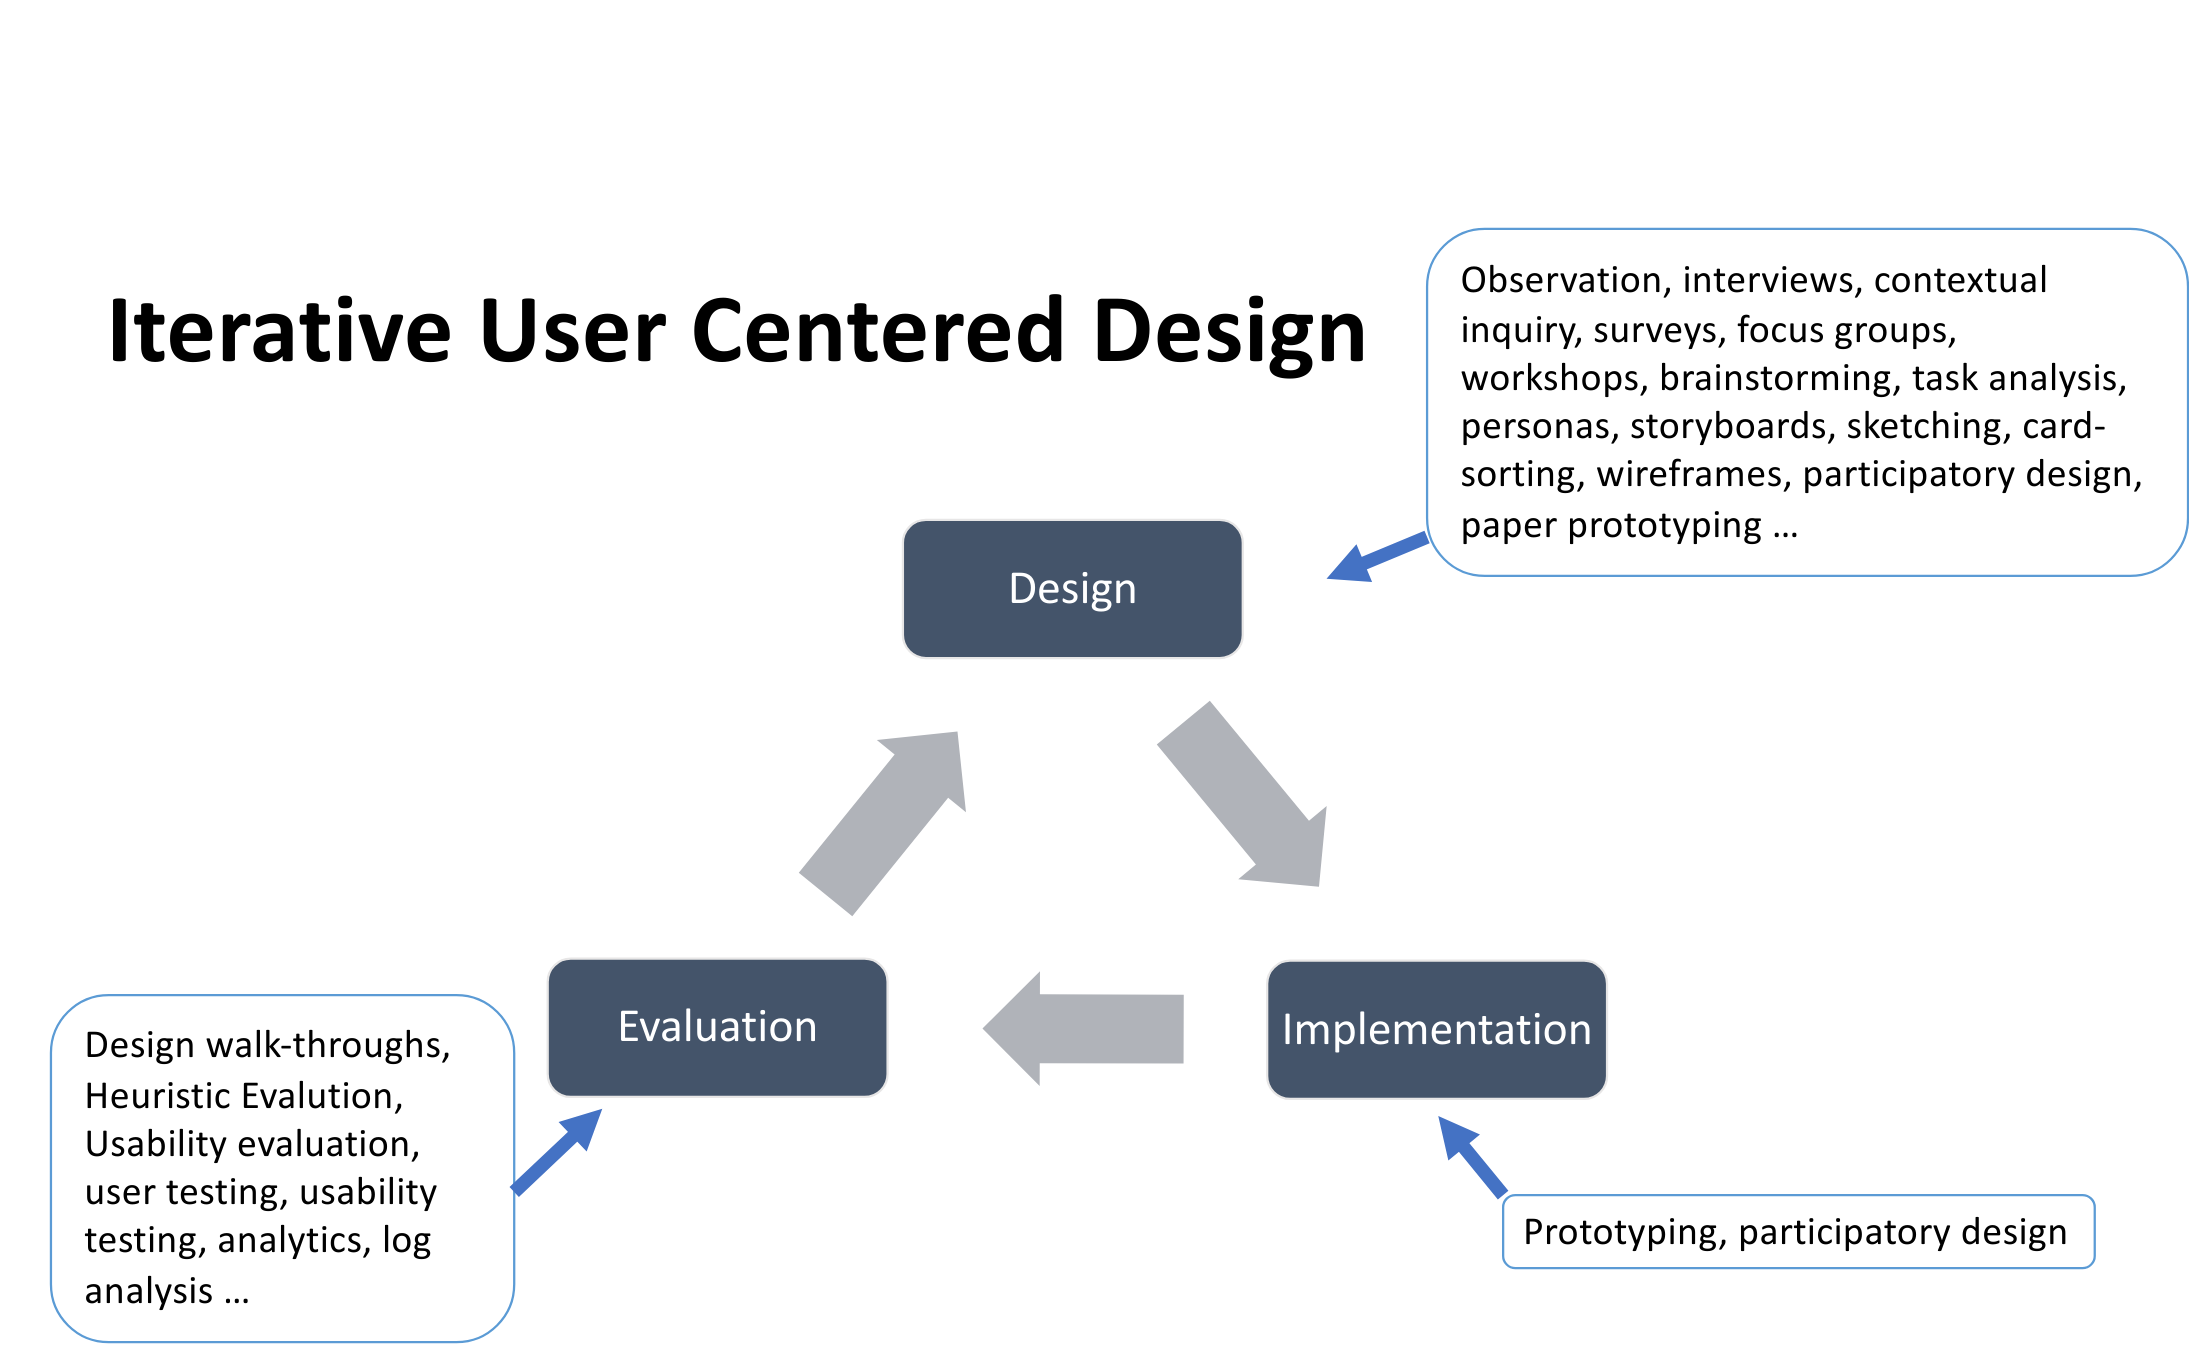 Iterative User Centered Design
Observation, interviews, contextual
inquiry, surveys, focus groups,
workshops, brainstorming, task analysis,
personas, storyboards, sketching, card-
sorting, wireframes, participatory design,
paper prototyping …
Design
Evaluation
Implementation
Design walk-throughs,
Heuristic Evalution,
Usability evaluation,
user testing, usability
testing, analytics, log
analysis …
Prototyping, participatory design